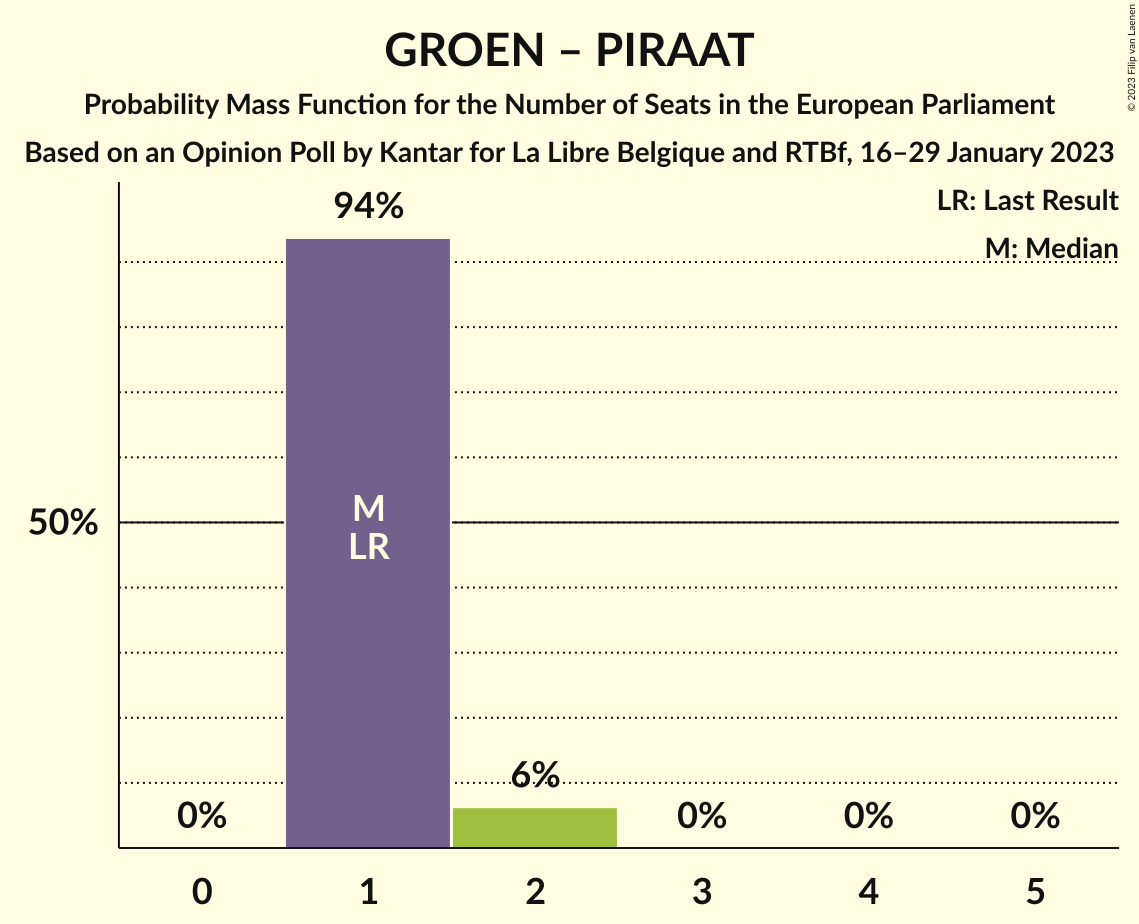 GROEN – PIRAAT
Probability Mass Function for the Number of Seats in the European Parliament
Based on an Opinion Poll by Kantar for La Libre Belgique and RTBf, 16–29 January 2023
© 2023 Filip van Laenen
LR: Last Result
M: Median
94%
50%
M
LR
6%
0%
0%
0%
0%
0 1 2 3 4 5